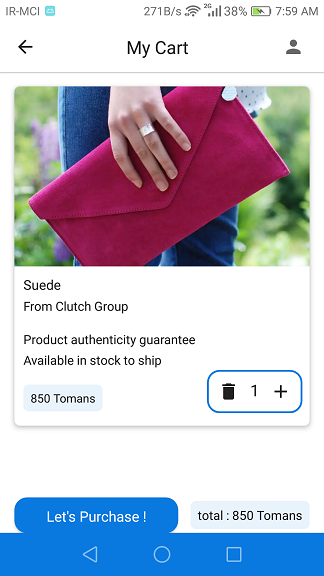 IR-MCI 271B/s 2G 38% 7:59 AM
My Cart
Suede
From Clutch Group
Product authenticity guarantee
Available in stock to ship
850 Tomans
1
Let's Purchase !
total : 850 Tomans